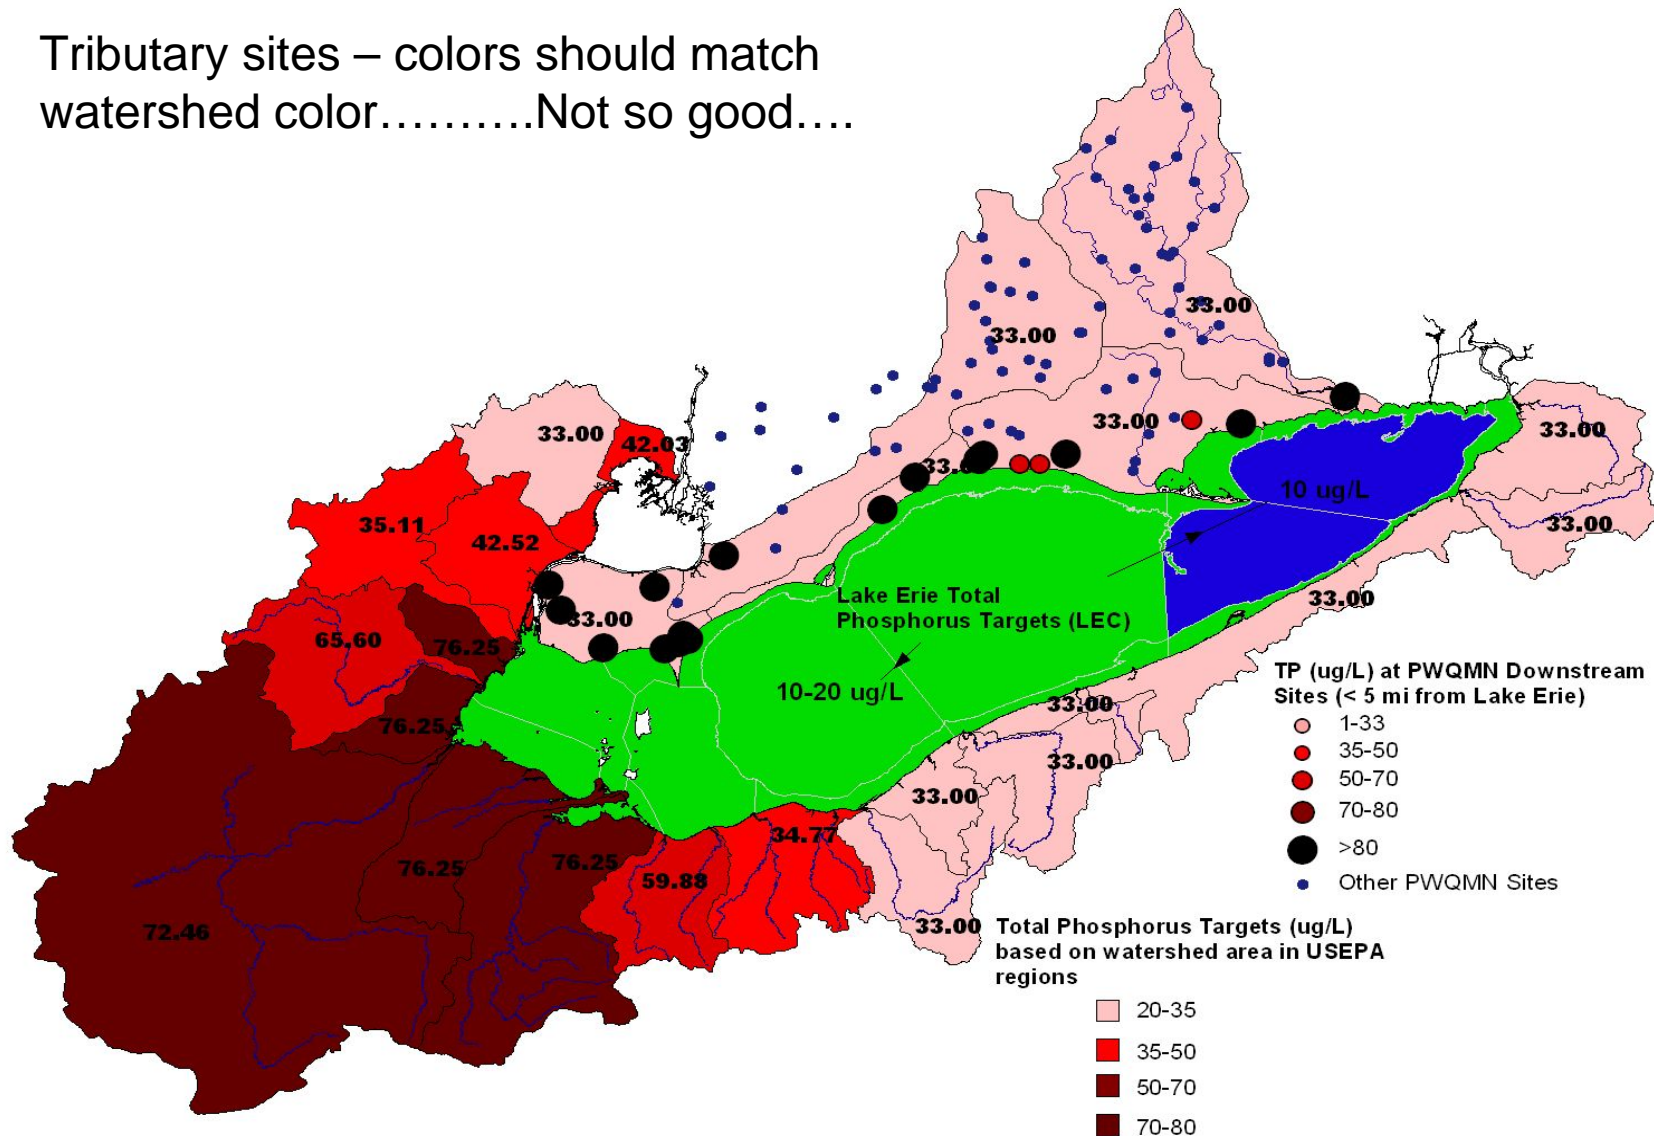 Tributary sites – colors should match
watershed color……….Not so good….
33.00
33.00
33.00
42.03
33.00
33.00
33.00
35.11
42.52
10 ug/L
33.00
Lake Erie Total
Phosphorus Targets (LEC)
33.00
33.00
65.60
76.25
10-20 ug/L
33.00
76.25
33.00
33.00
34.77
76.25
76.25
59.88
72.46
33.00
TP (ug/L) at PWQMN Downstream
Sites (< 5 mi from Lake Erie)
1-33
35-50
50-70
70-80
>80
Other PWQMN Sites
Total Phosphorus Targets (ug/L)
based on watershed area in USEPA
regions
20-35
35-50
50-70
70-80